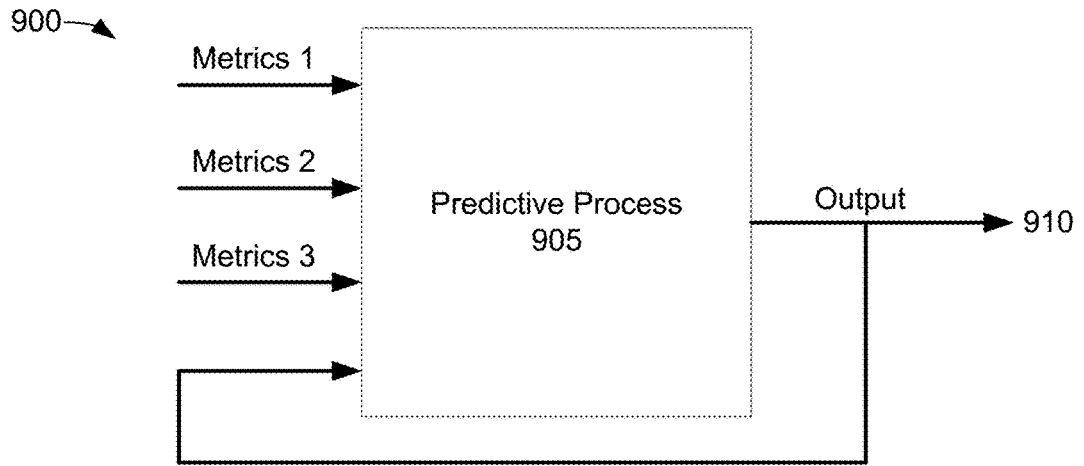 900
Metrics 1
Metrics 2
Metrics 3
Predictive Process
905
Output
910